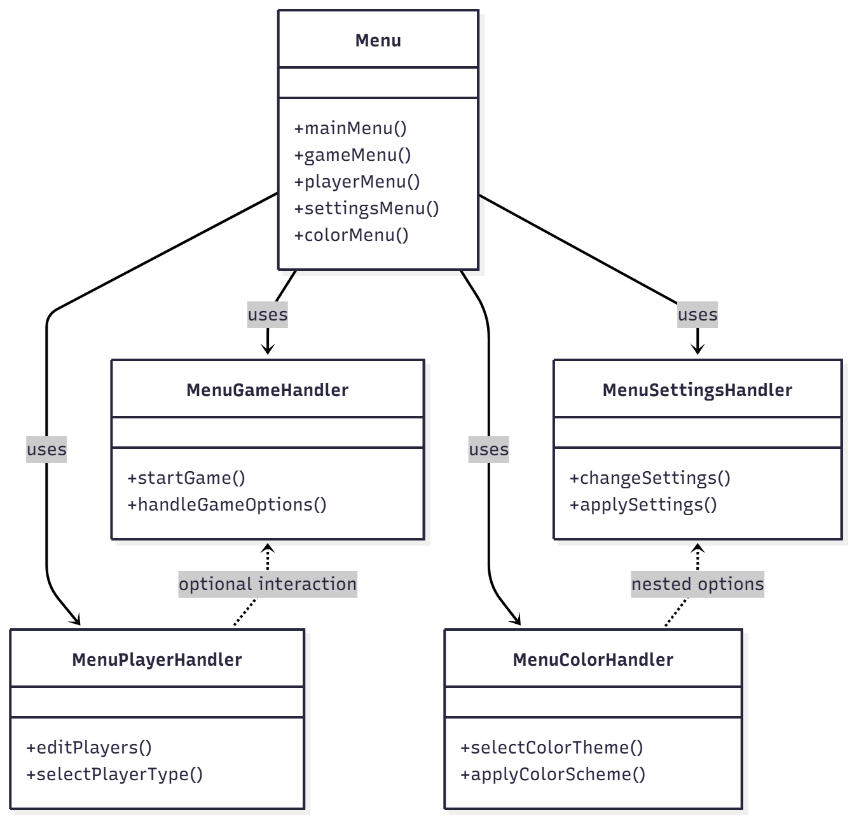 Menu
+mainMenu()
+gameMenu()
+playerMenu()
+settingsMenu()
+colorMenu()
uses
uses
MenuGameHandler
+startGame()
+handleGameOptions()
MenuSettingsHandler
+changeSettings()
+applySettings()
uses
uses
optional interaction
nested options
MenuPlayerHandler
+editPlayers()
+selectPlayerType()
MenuColorHandler
+selectColorTheme()
+applyColorScheme()